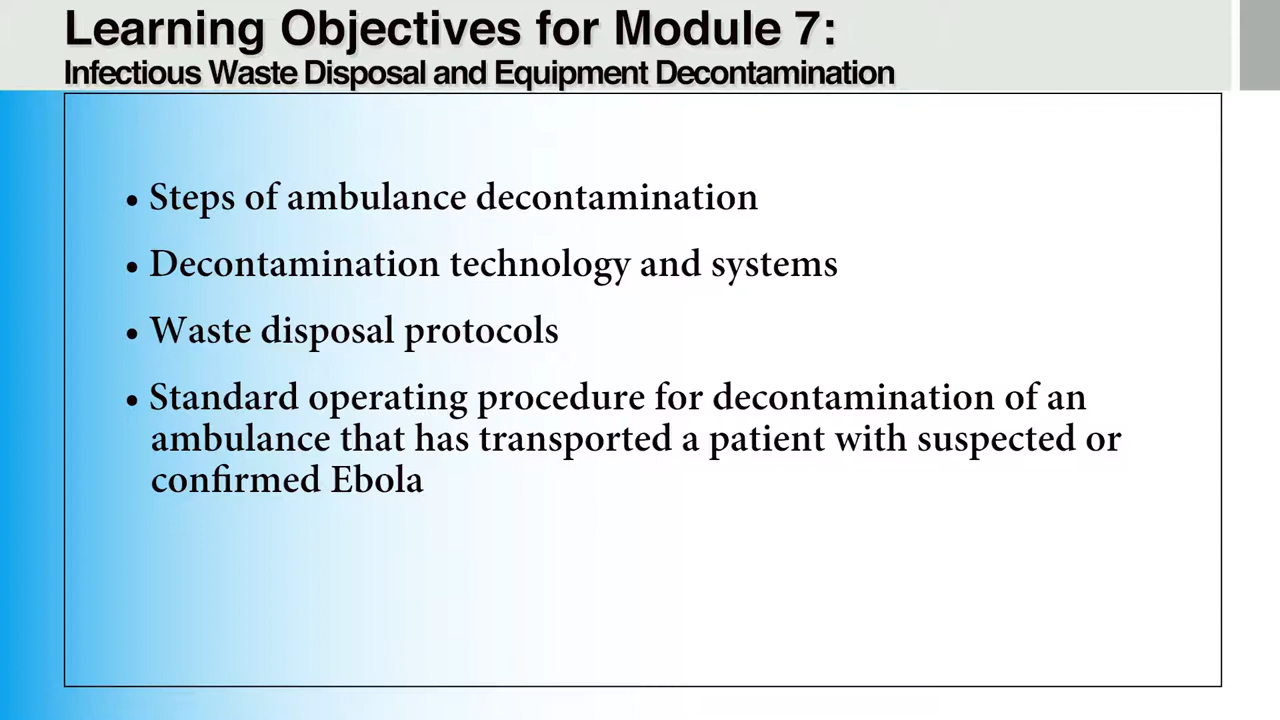 Learning Objectives for Module 7:
Infectious Waste Disposal and Equipment Decontamination
• Steps of ambulance decontamination
• Decontamination technology and systems
• Waste disposal protocols
• Standard operating procedure for decontamination of an
ambulance that has transported a patient with suspected or
confirmed Ebola